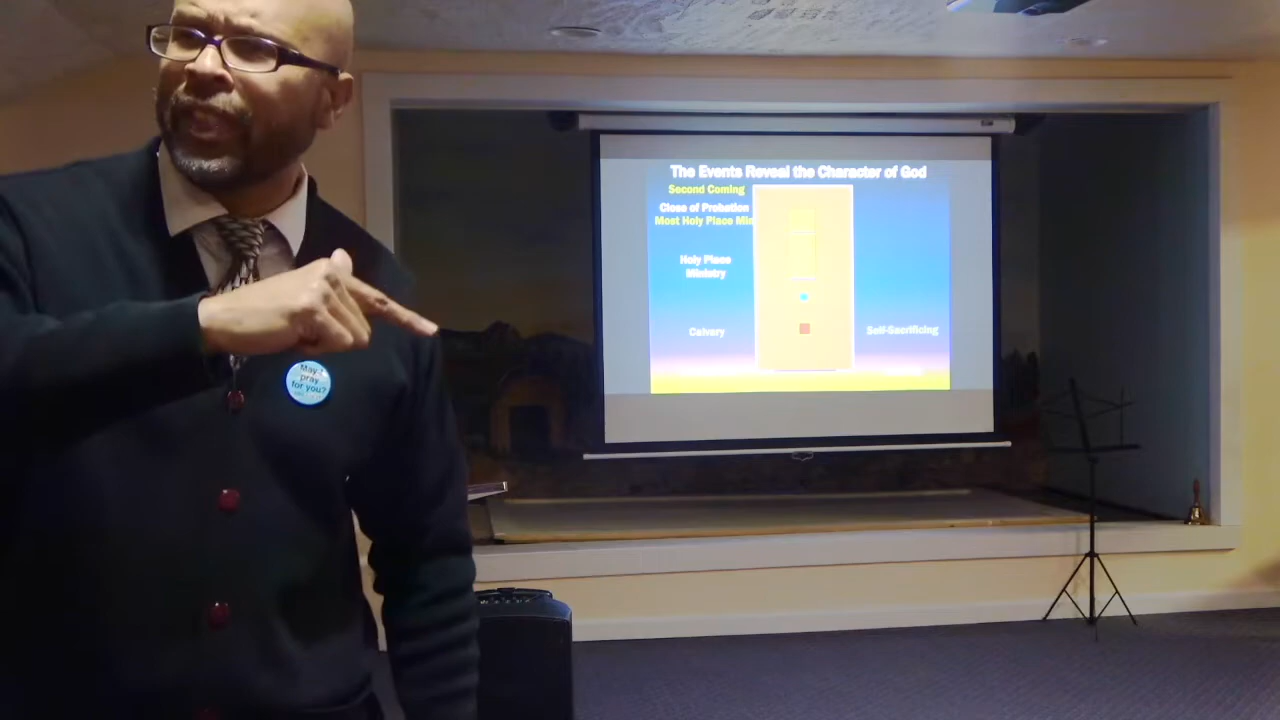 The Events Reveal the Character of God
Second Coming
Close of Probation
Most Holy Place Min
Holy Place
Ministry
Calvary
Self-Sacrificing
May I
pray
for you?